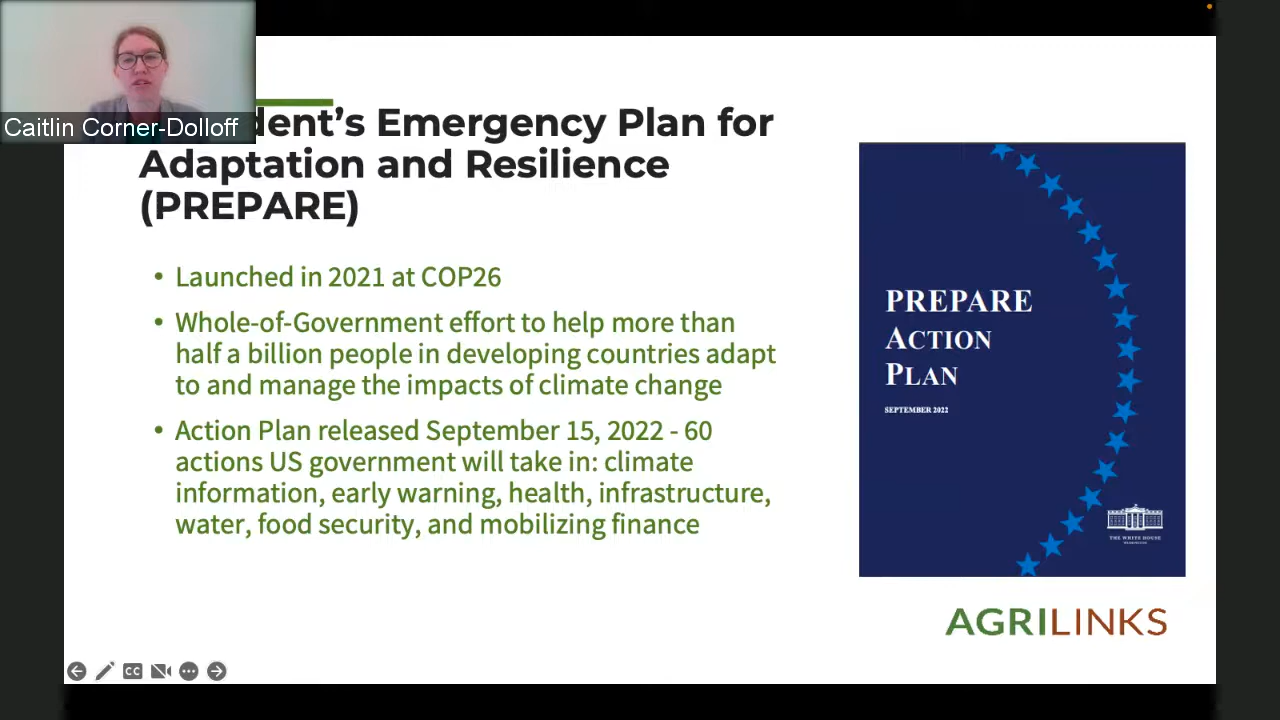 Caitlin Corner-Dolloff
dent’s Emergency Plan for
Adaptation and Resilience
(PREPARE)
• Launched in 2021 at COP26
• Whole-of-Government effort to help more than
half a billion people in developing countries adapt
to and manage the impacts of climate change
• Action Plan released September 15, 2022 - 60
actions US government will take in: climate
information, early warning, health, infrastructure,
water, food security, and mobilizing finance
PREPARE
ACTION
PLAN
SEPTEMBER 2022
THE WHITE HOUSE
WASHINGTON
AGRILINKS
CC